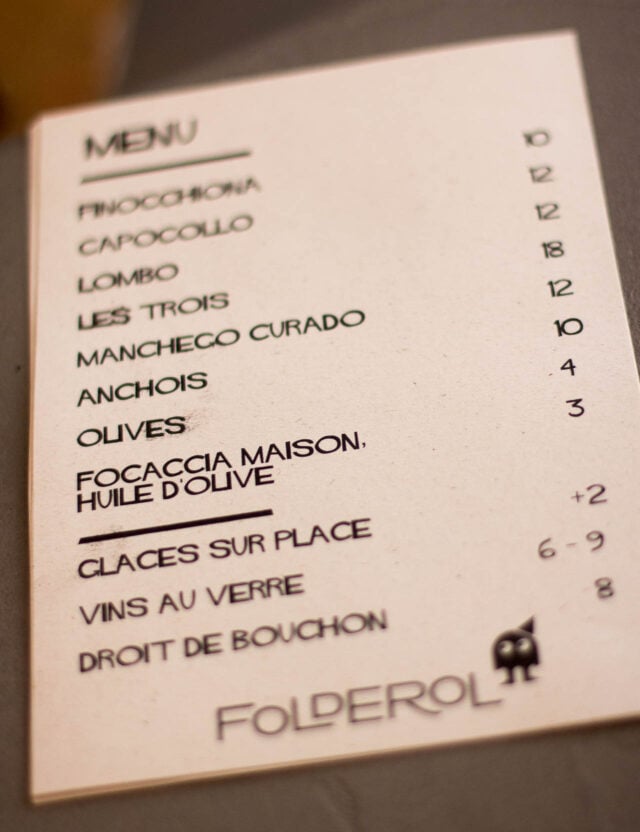 MENU
FINOCCHIONA 10
CAPOCOLLO 12
LOMBO 12
LES TROIS 18
MANCHEGO CURADO 12
ANCHOIS 10
OLIVES 4
FOCACCIA MAISON, 3
HUILE D'OLIVE
GLACES SUR PLACE +2
VINS AU VERRE 6 - 9
DROIT DE BOUCHON 8
FOLDEROL